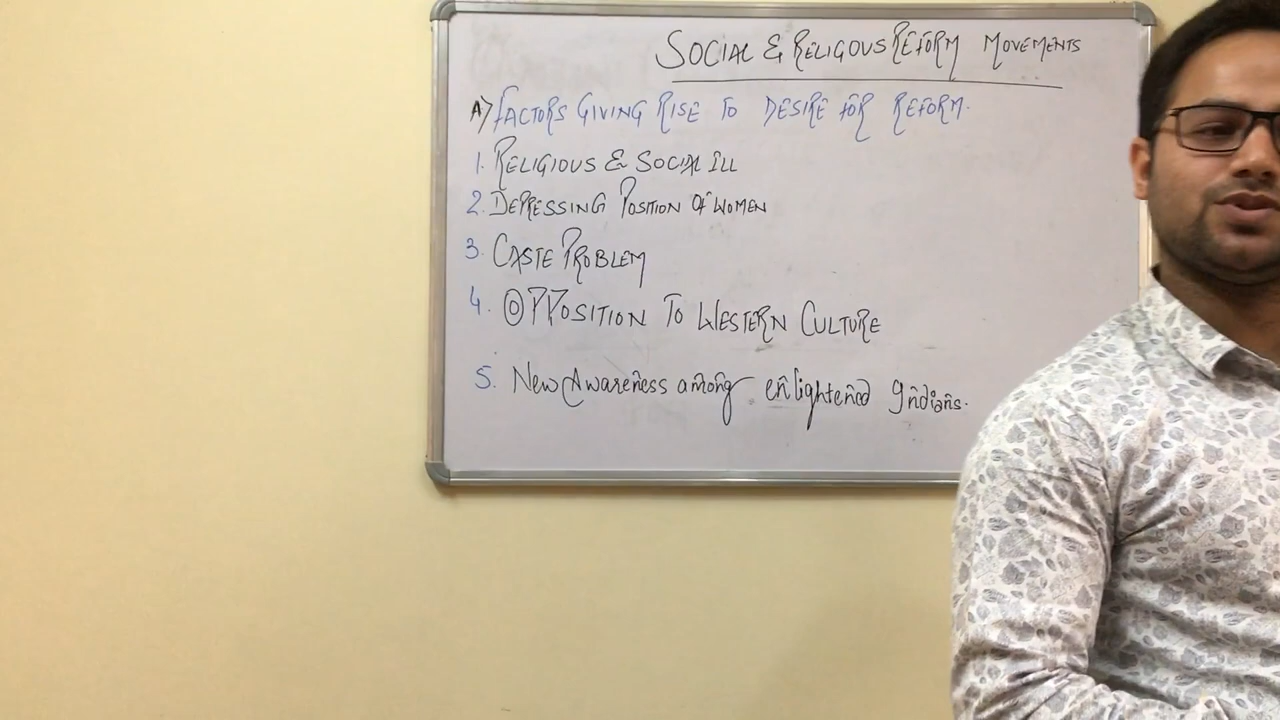 SOCIAL & RELIGOUS REFORM MOVEMENTS
A) FACTORS GIVING RISE TO DESIRE FOR REFORM.
1. RELIGIOUS & SOCIAL ILL
2. DEPRESSING POSITION OF WOMEN
3. CASTE PROBLEM
4. OPPOSITION TO WESTERN CULTURE
5. New Awareness among enlightened Indians.